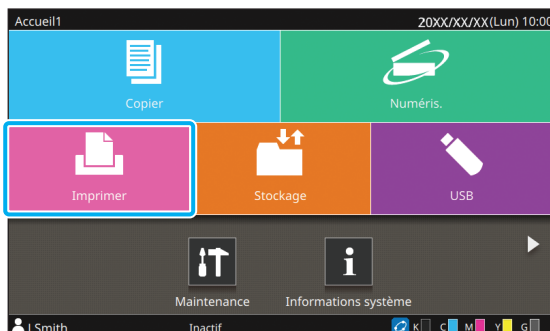 Accueil1 20XX/XX/XX(Lun) 10:00
Copier Numéris.
Imprimer Stockage USB
Maintenance Informations système
J.Smith Inactif K C M Y G